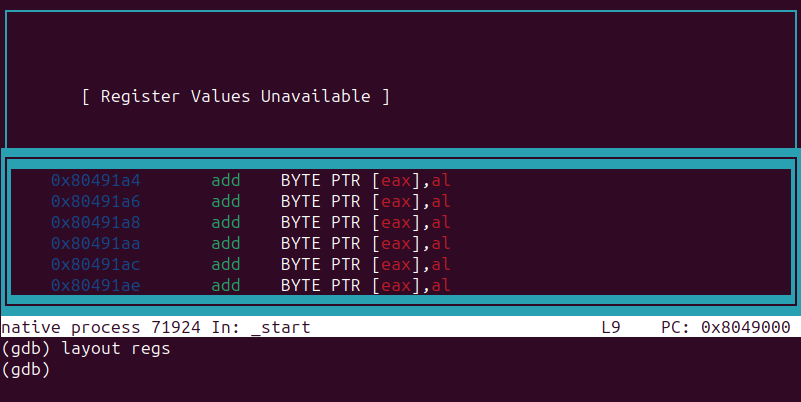 [ Register Values Unavailable ]
0x80491a4 add BYTE PTR [eax],al
0x80491a6 add BYTE PTR [eax],al
0x80491a8 add BYTE PTR [eax],al
0x80491aa add BYTE PTR [eax],al
0x80491ac add BYTE PTR [eax],al
0x80491ae add BYTE PTR [eax],al
native process 71924 In: _start L9 PC: 0x8049000
(gdb) layout regs
(gdb)